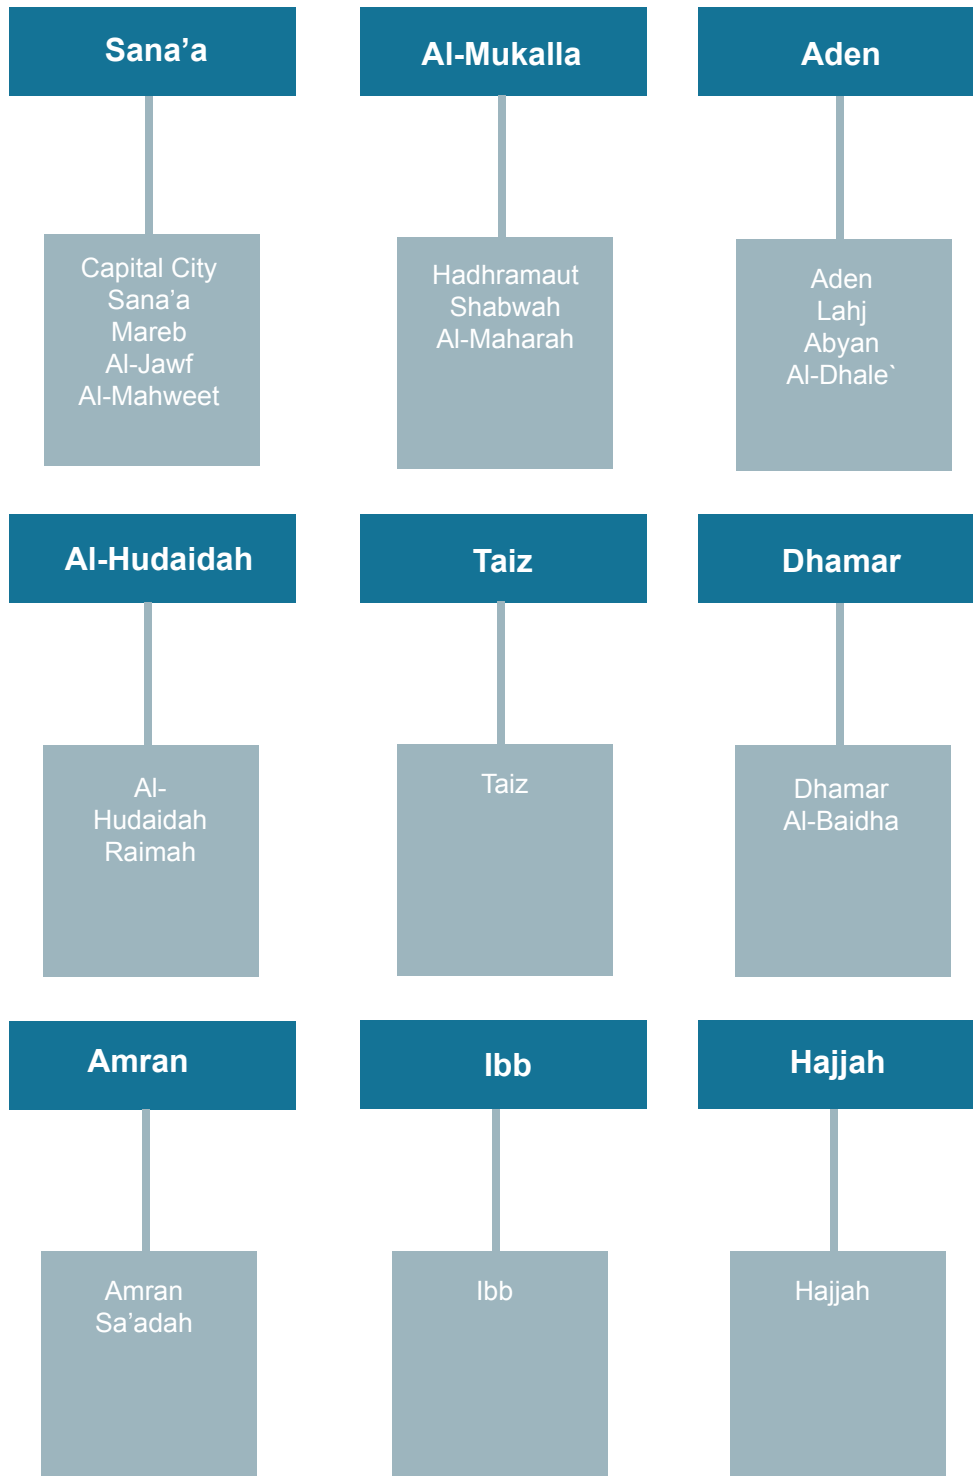 Sana’a
Al-Mukalla
Aden
Capital City
Sana’a
Mareb
Al-Jawf
Al-Mahweet
Hadhramaut
Shabwah
Al-Maharah
Aden
Lahj
Abyan
Al-Dhale`
Al-Hudaidah
Taiz
Dhamar
Al-
Hudaidah
Raimah
Taiz
Dhamar
Al-Baidha
Amran
Ibb
Hajjah
Amran
Sa’adah
Ibb
Hajjah